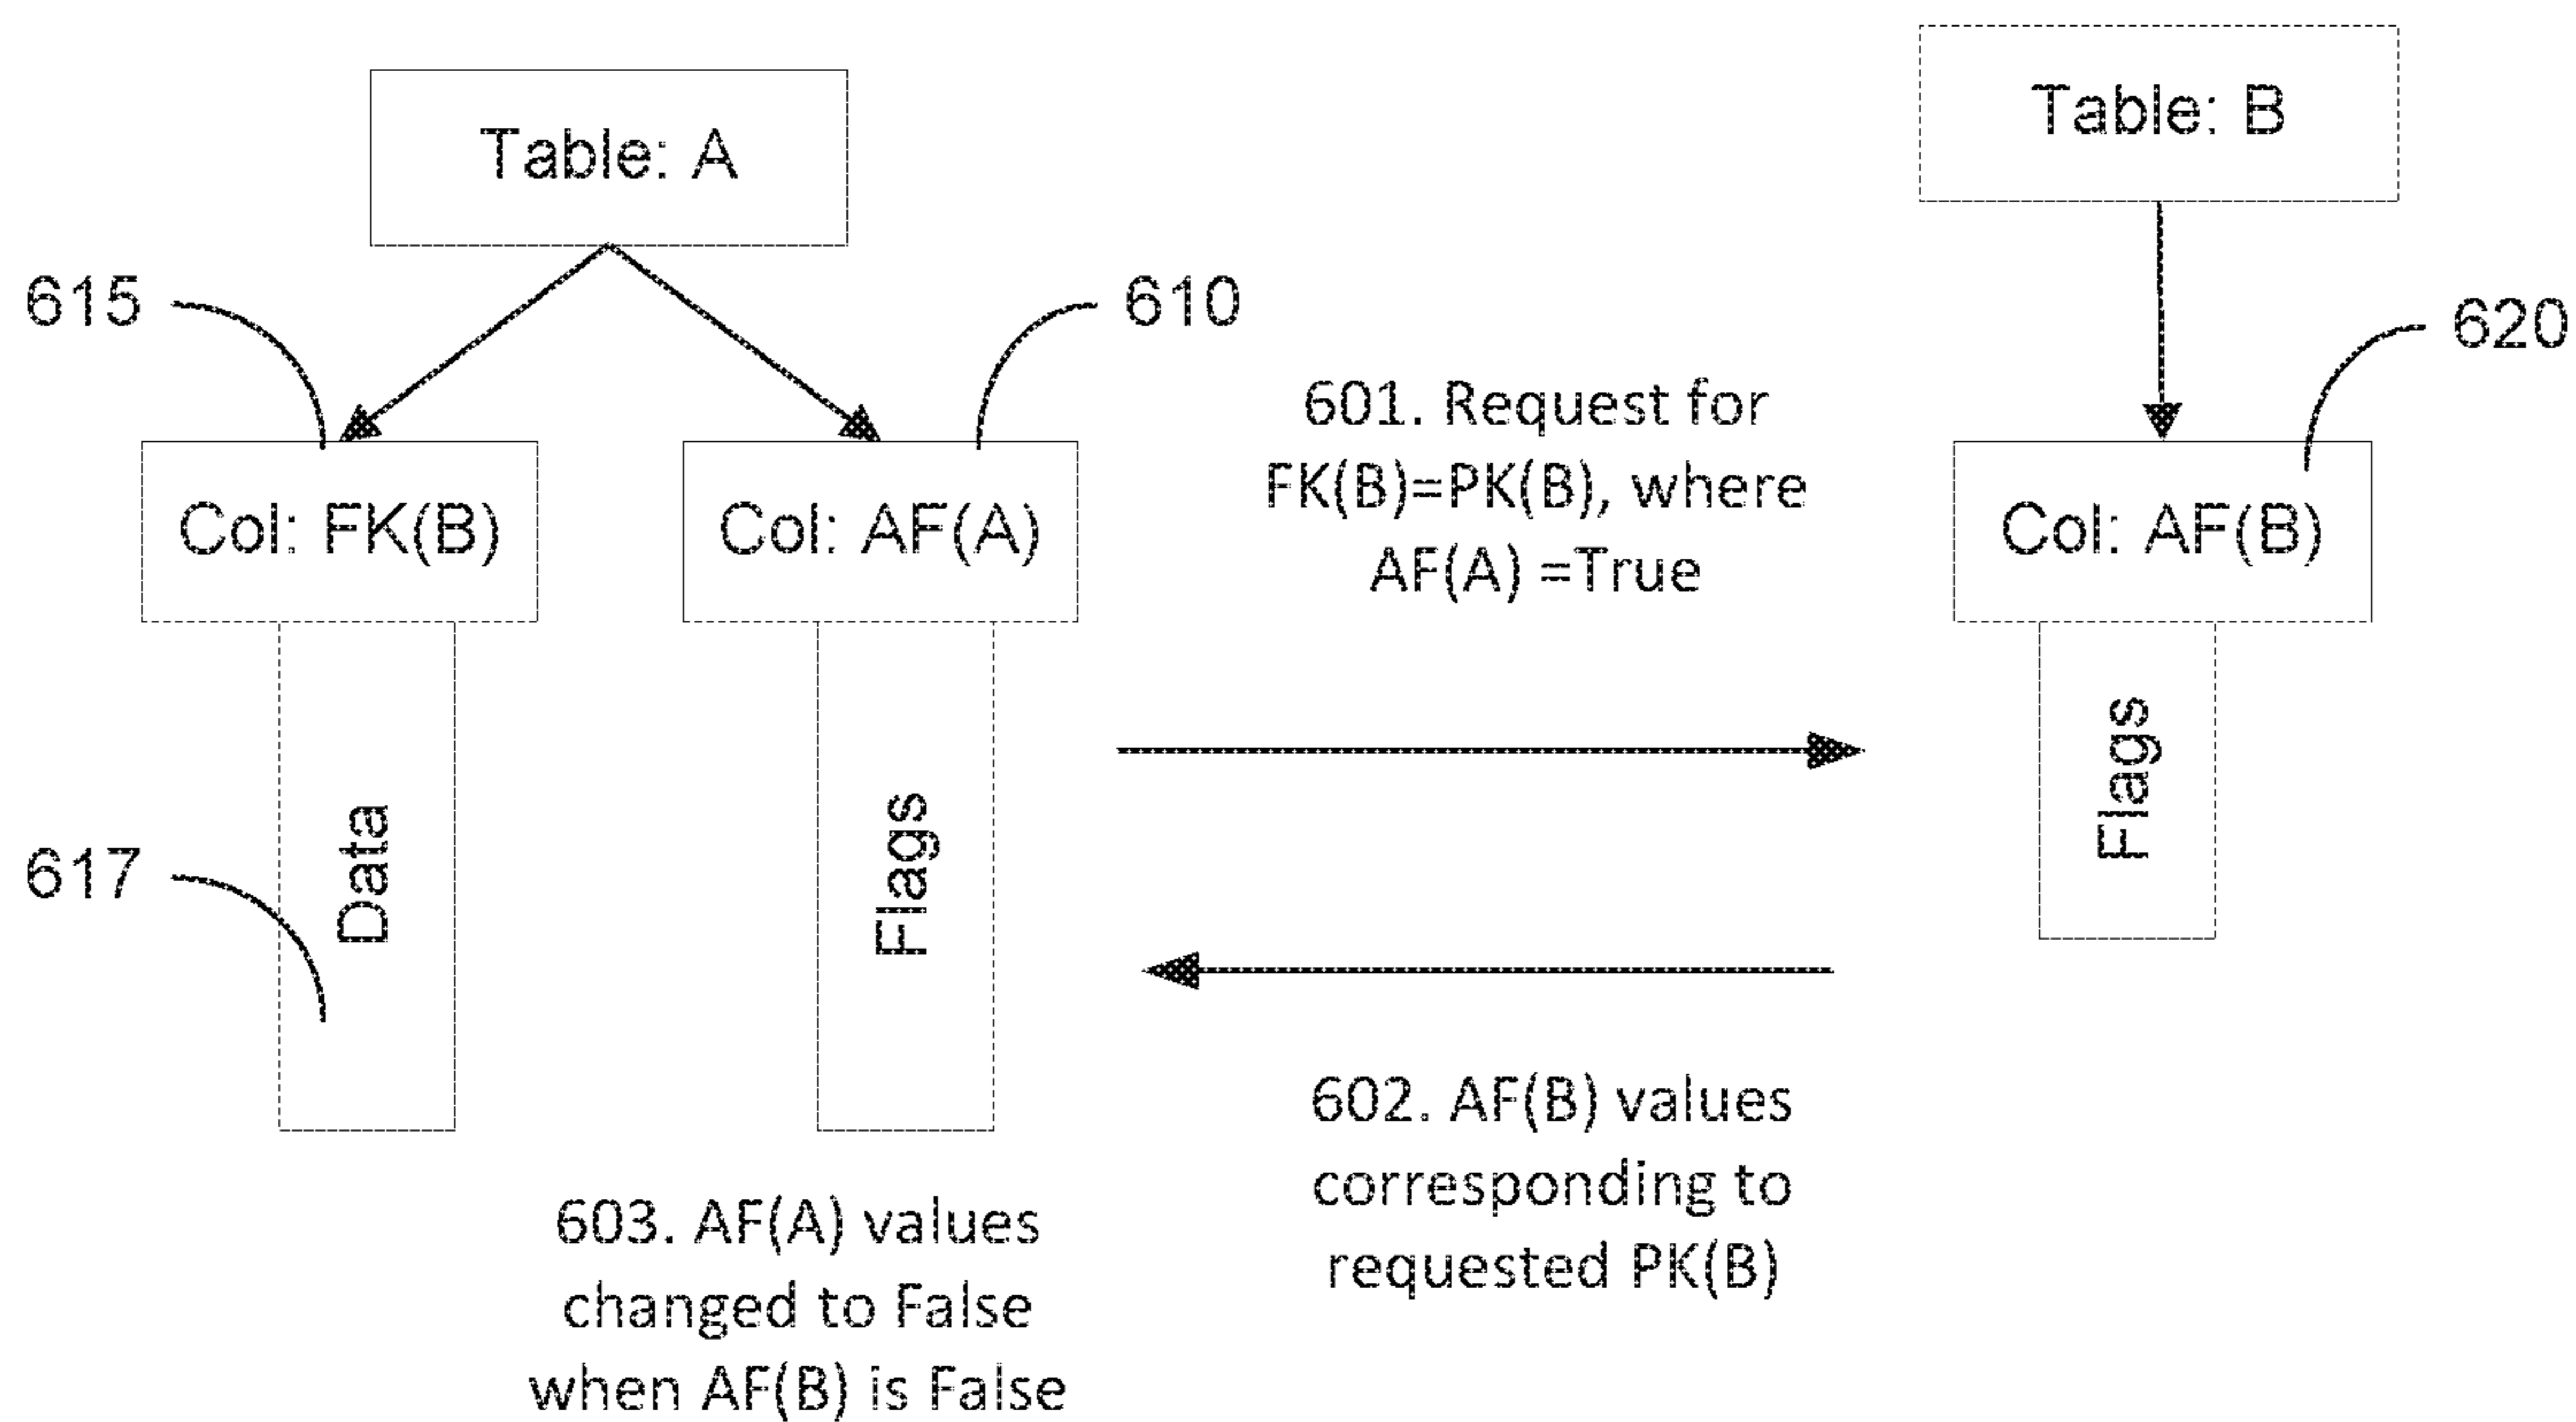 Table: A
Table: B
615
610
620
601. Request for
FK(B)=PK(B), where
AF(A) =True
Col: FK(B)
Col: AF(A)
Col: AF(B)
Data
Flags
Flags
617
602. AF(B) values
corresponding to
requested PK(B)
603. AF(A) values
changed to False
when AF(B) is False